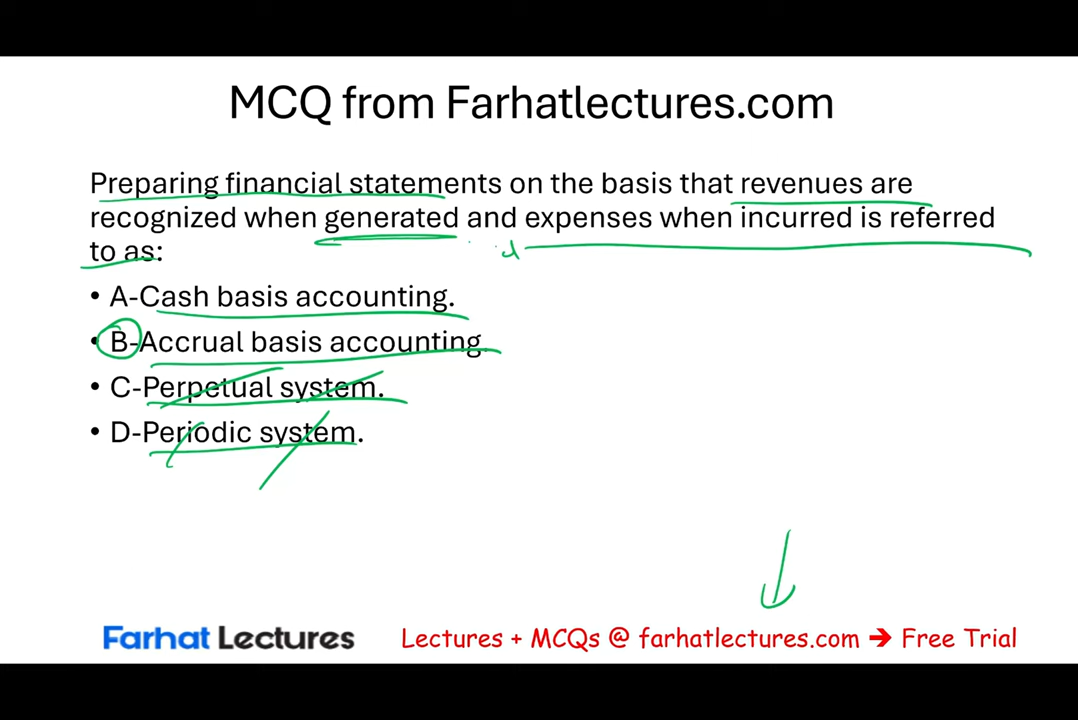 MCQ from Farhatlectures.com
Preparing financial statements on the basis that revenues are
recognized when generated and expenses when incurred is referred
to as:
• A-Cash basis accounting.
• B-Accrual basis accounting.
• C-Perpetual system.
• D-Periodic system.
Farhat Lectures
Lectures + MCQs @ farhatlectures.com → Free Trial